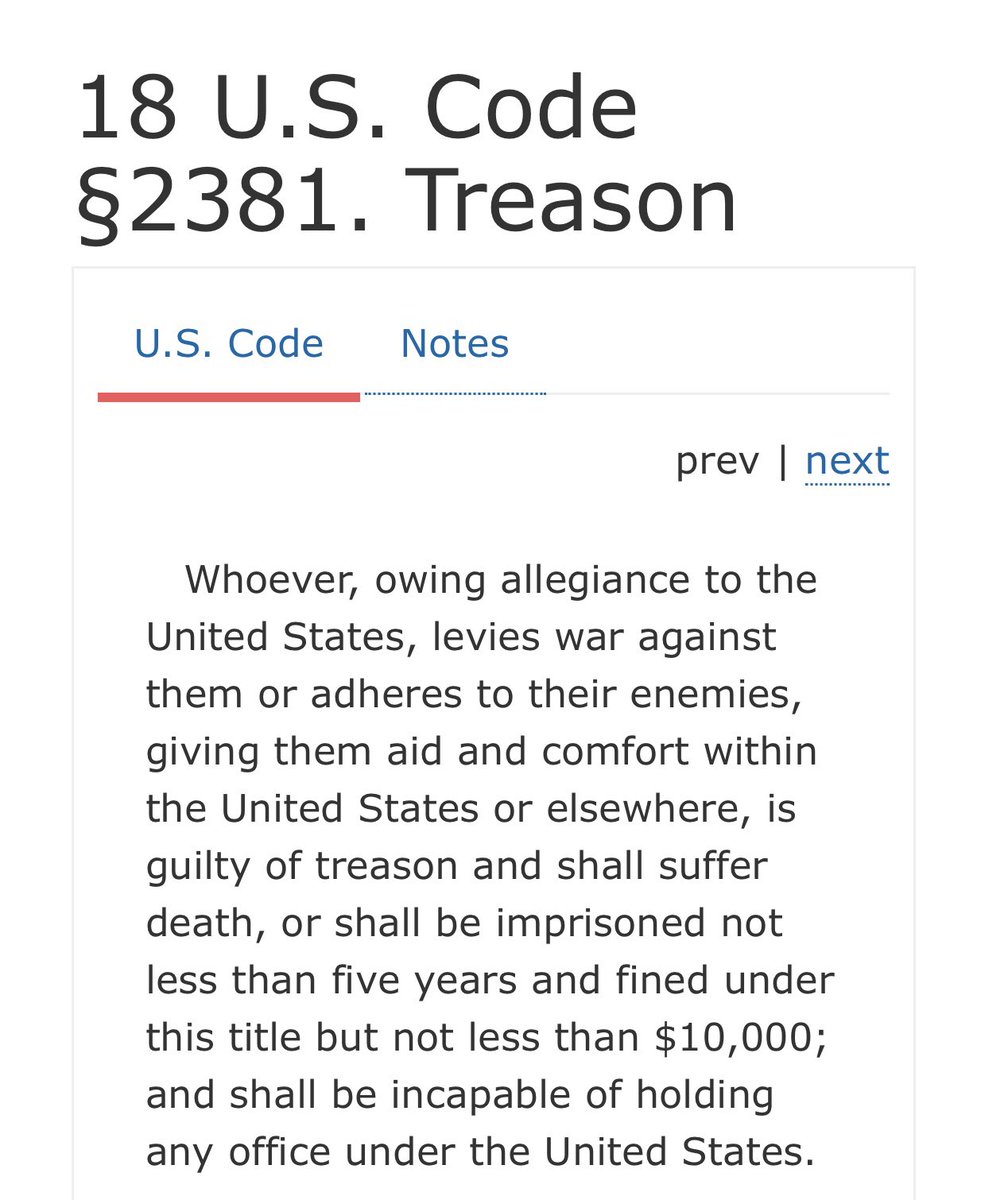 18 U.S. Code
§2381. Treason
U.S. Code Notes
prev | next
Whoever, owing allegiance to the
United States, levies war against
them or adheres to their enemies,
giving them aid and comfort within
the United States or elsewhere, is
guilty of treason and shall suffer
death, or shall be imprisoned not
less than five years and fined under
this title but not less than $10,000;
and shall be incapable of holding
any office under the United States.